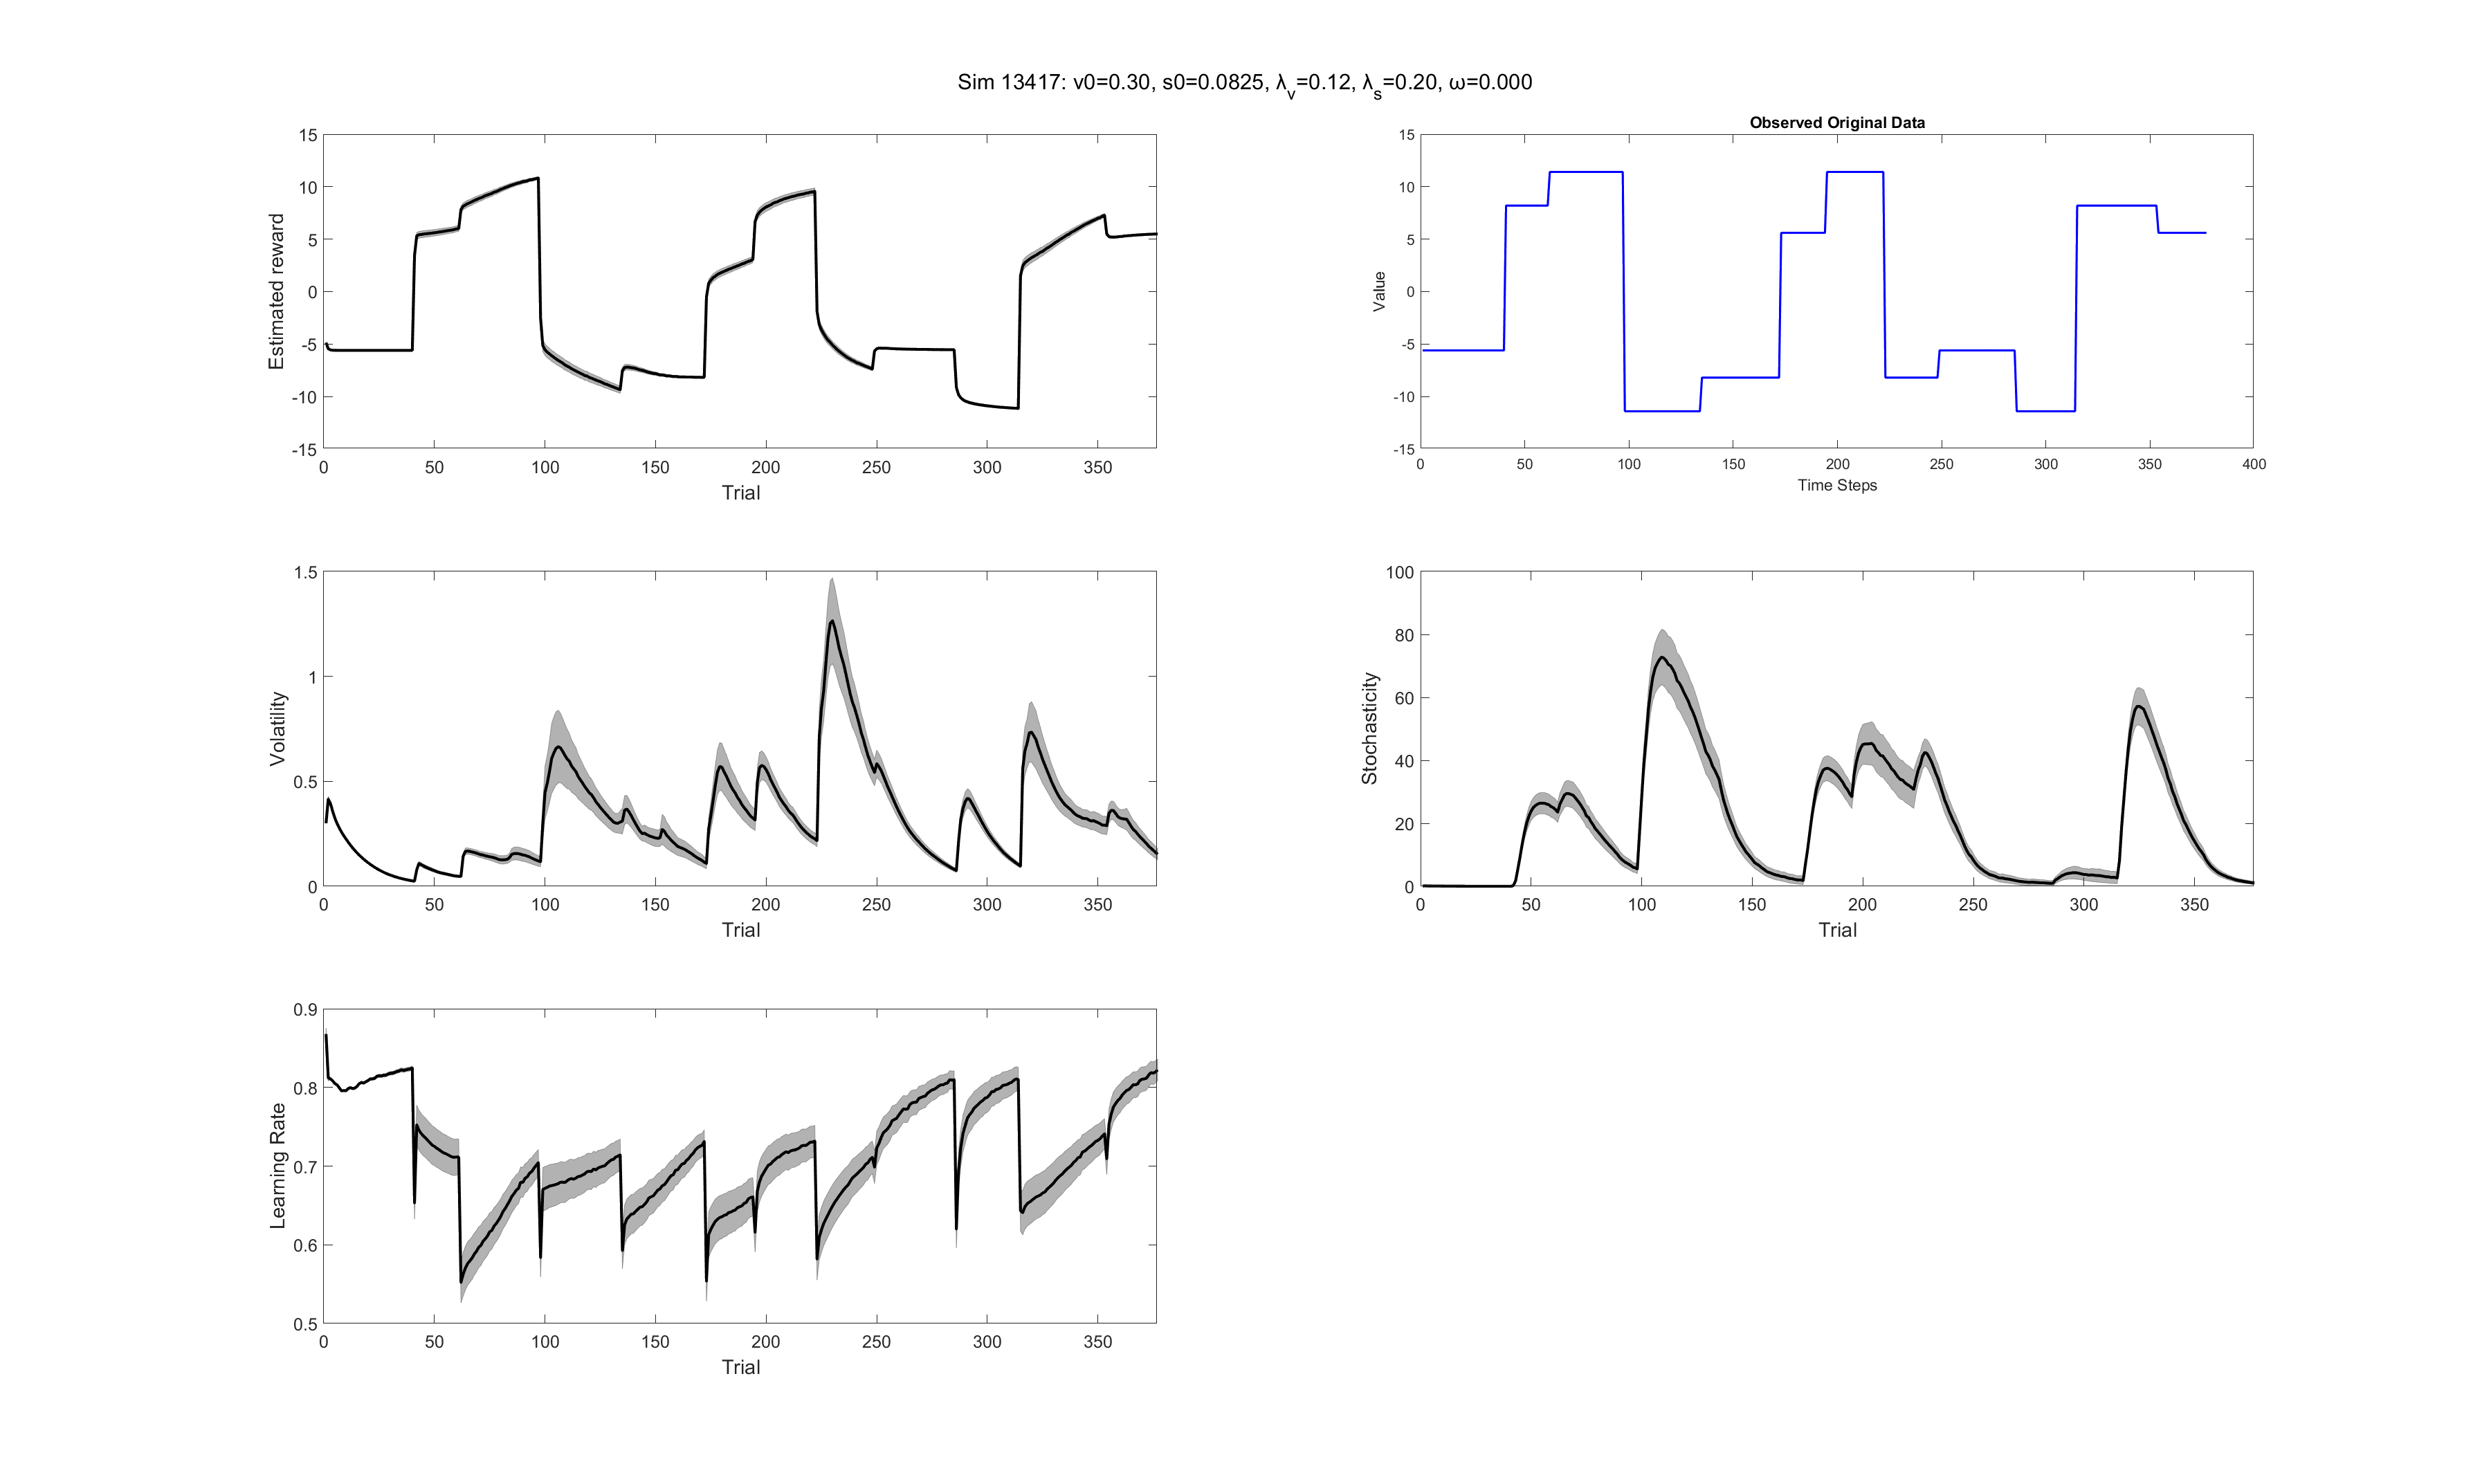 Sim 13417: v0=0.30, s0=0.0825, λv=0.12, λs=0.20, ω=0.000
15
10
5
0
-5
-10
-15
Estimated reward
0 50 100 150 200 250 300 350
Trial
Observed Original Data
15
10
5
0
-5
-10
-15
Value
0 50 100 150 200 250 300 350 400
Time Steps
1.5
1
0.5
0
Volatility
0 50 100 150 200 250 300 350
Trial
100
80
60
40
20
0
Stochasticity
0 50 100 150 200 250 300 350
Trial
0.9
0.8
0.7
0.6
0.5
Learning Rate
0 50 100 150 200 250 300 350
Trial